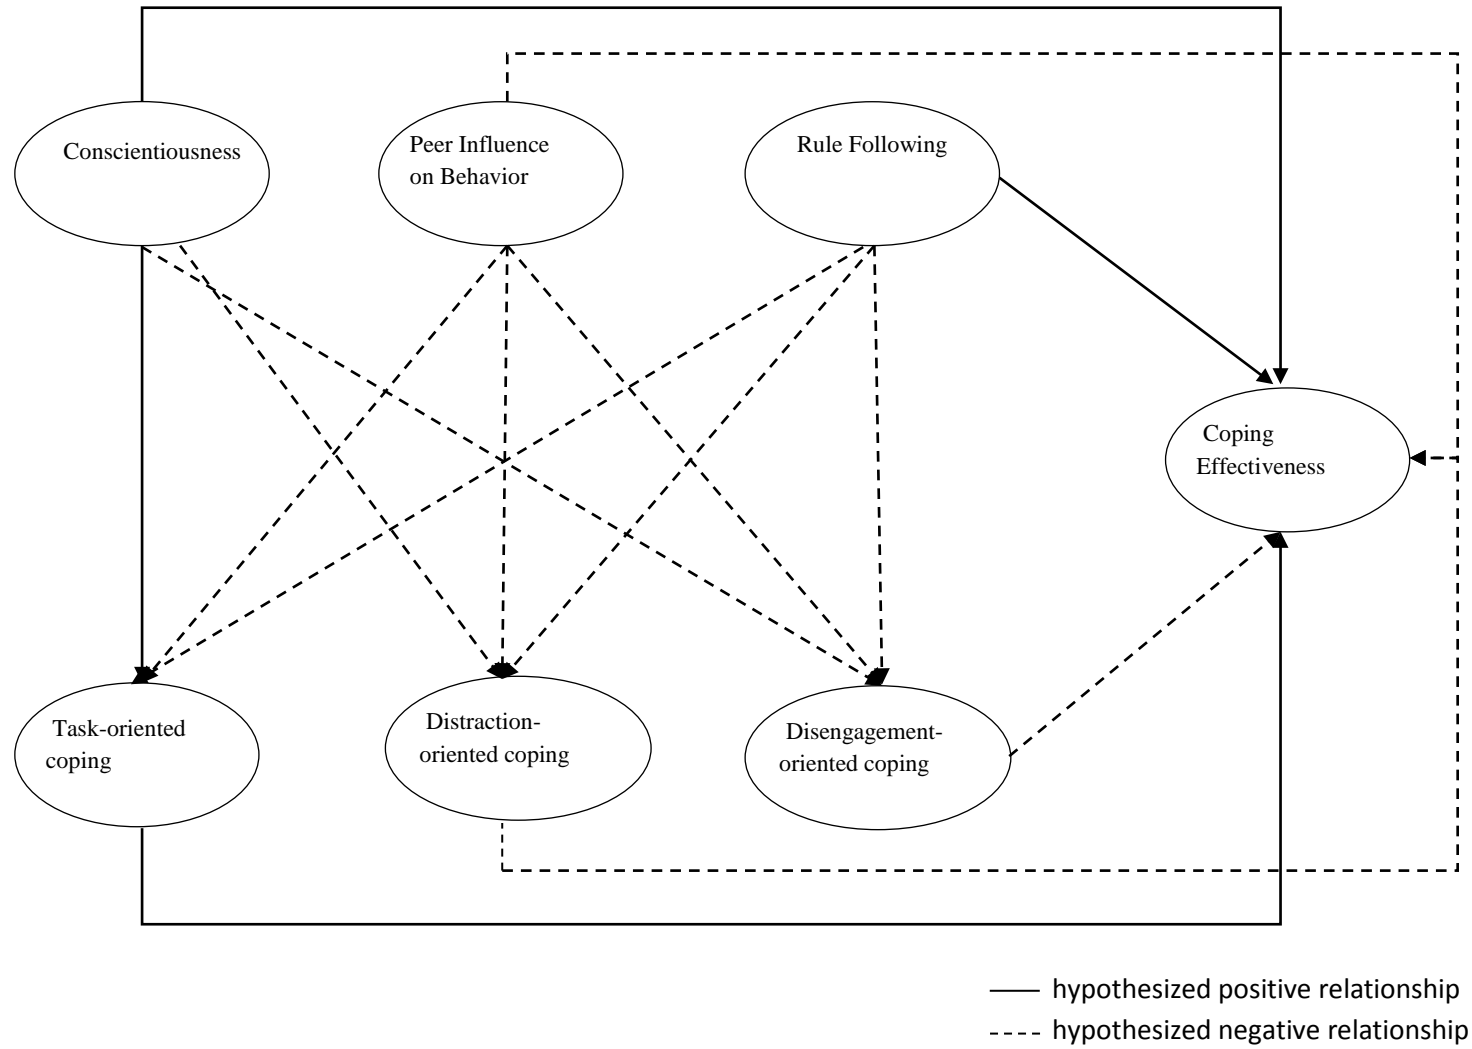 Conscientiousness
Peer Influence
on Behavior
Rule Following
Coping
Effectiveness
Task-oriented
coping
Distraction-
oriented coping
Disengagement-
oriented coping
hypothesized positive relationship
hypothesized negative relationship